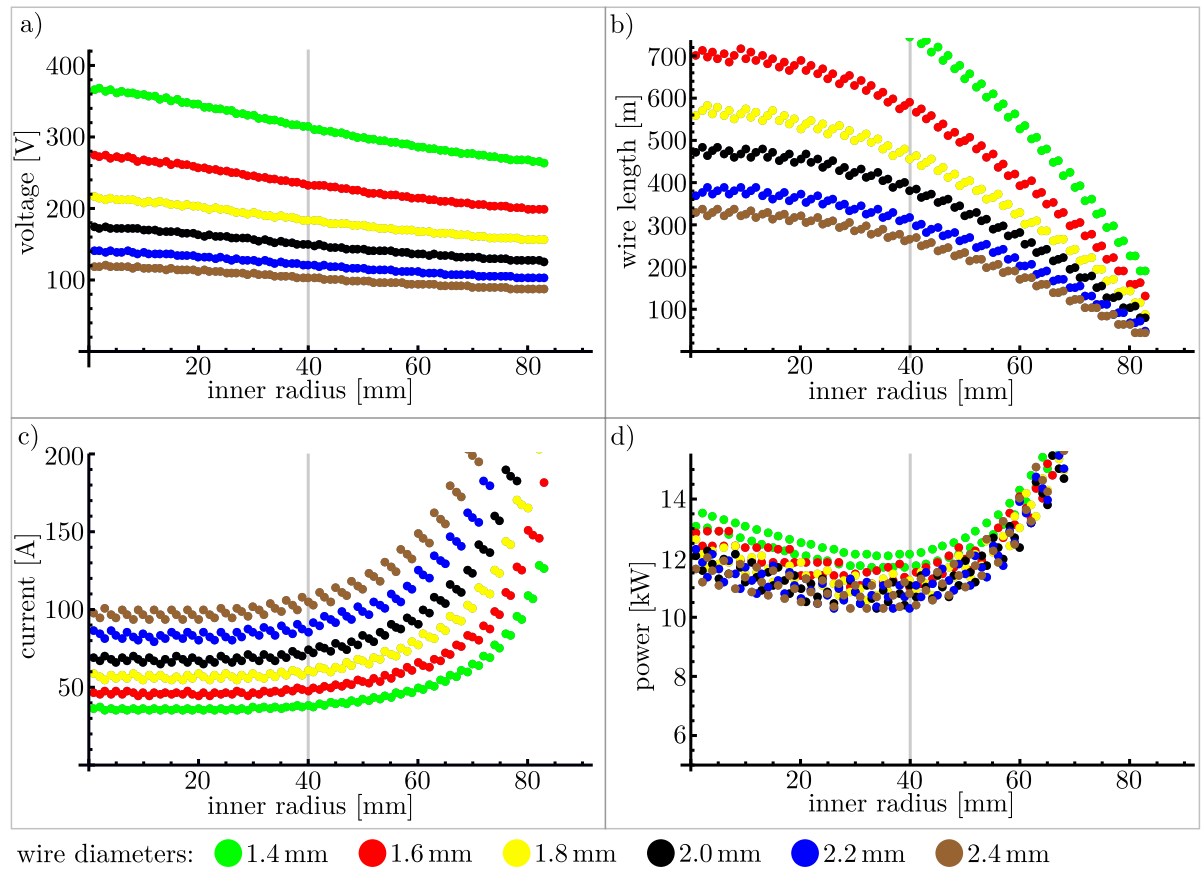 a)
voltage [V]
400
300
200
100
20 40 60 80
inner radius [mm]
b)
wire length [m]
700
600
500
400
300
200
100
20 40 60 80
inner radius [mm]
c)
current [A]
200
150
100
50
20 40 60 80
inner radius [mm]
d)
power [kW]
14
12
10
8
6
20 40 60 80
inner radius [mm]
wire diameters: 1.4 mm 1.6 mm 1.8 mm 2.0 mm 2.2 mm 2.4 mm